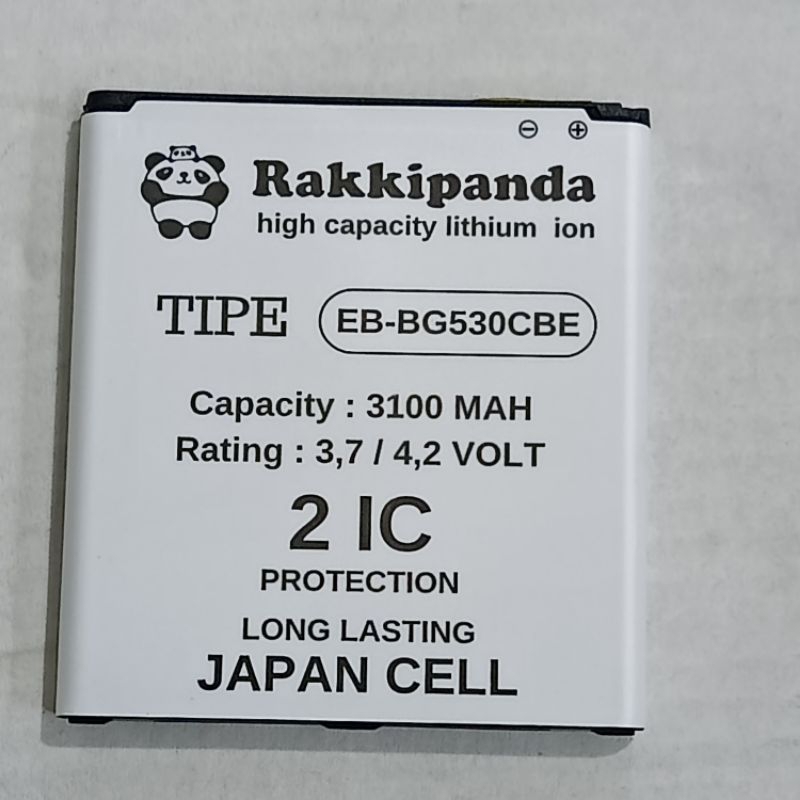 ⊖ ⊕
Rakkipanda
high capacity lithium ion
TIPE EB-BG530CBE
Capacity : 3100 MAH
Rating : 3,7 / 4,2 VOLT
2 IC
PROTECTION
LONG LASTING
JAPAN CELL